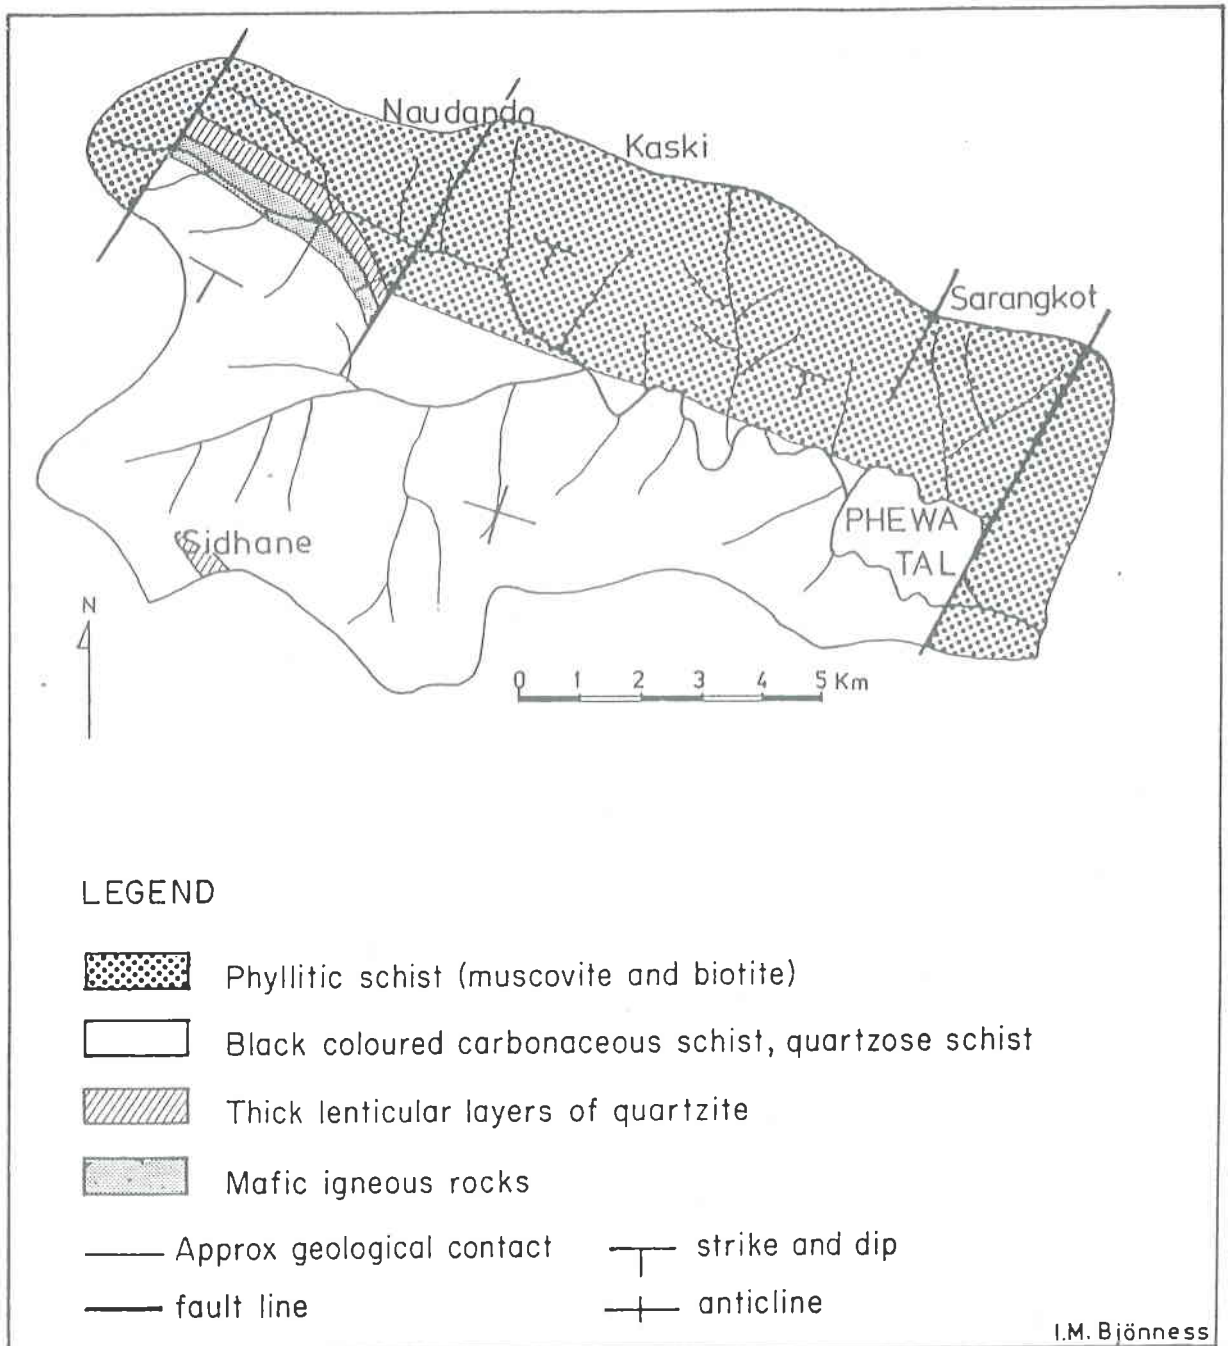 Naudando
Kaski
Sarangkot
PHEWA
TAL
Sidhane
N
0 1 2 3 4 5 Km
LEGEND
Phyllitic schist (muscovite and biotite)
Black coloured carbonaceous schist, quartzose schist
Thick lenticular layers of quartzite
Mafic igneous rocks
Approx geological contact
strike and dip
fault line
anticline
I.M. Bjönness